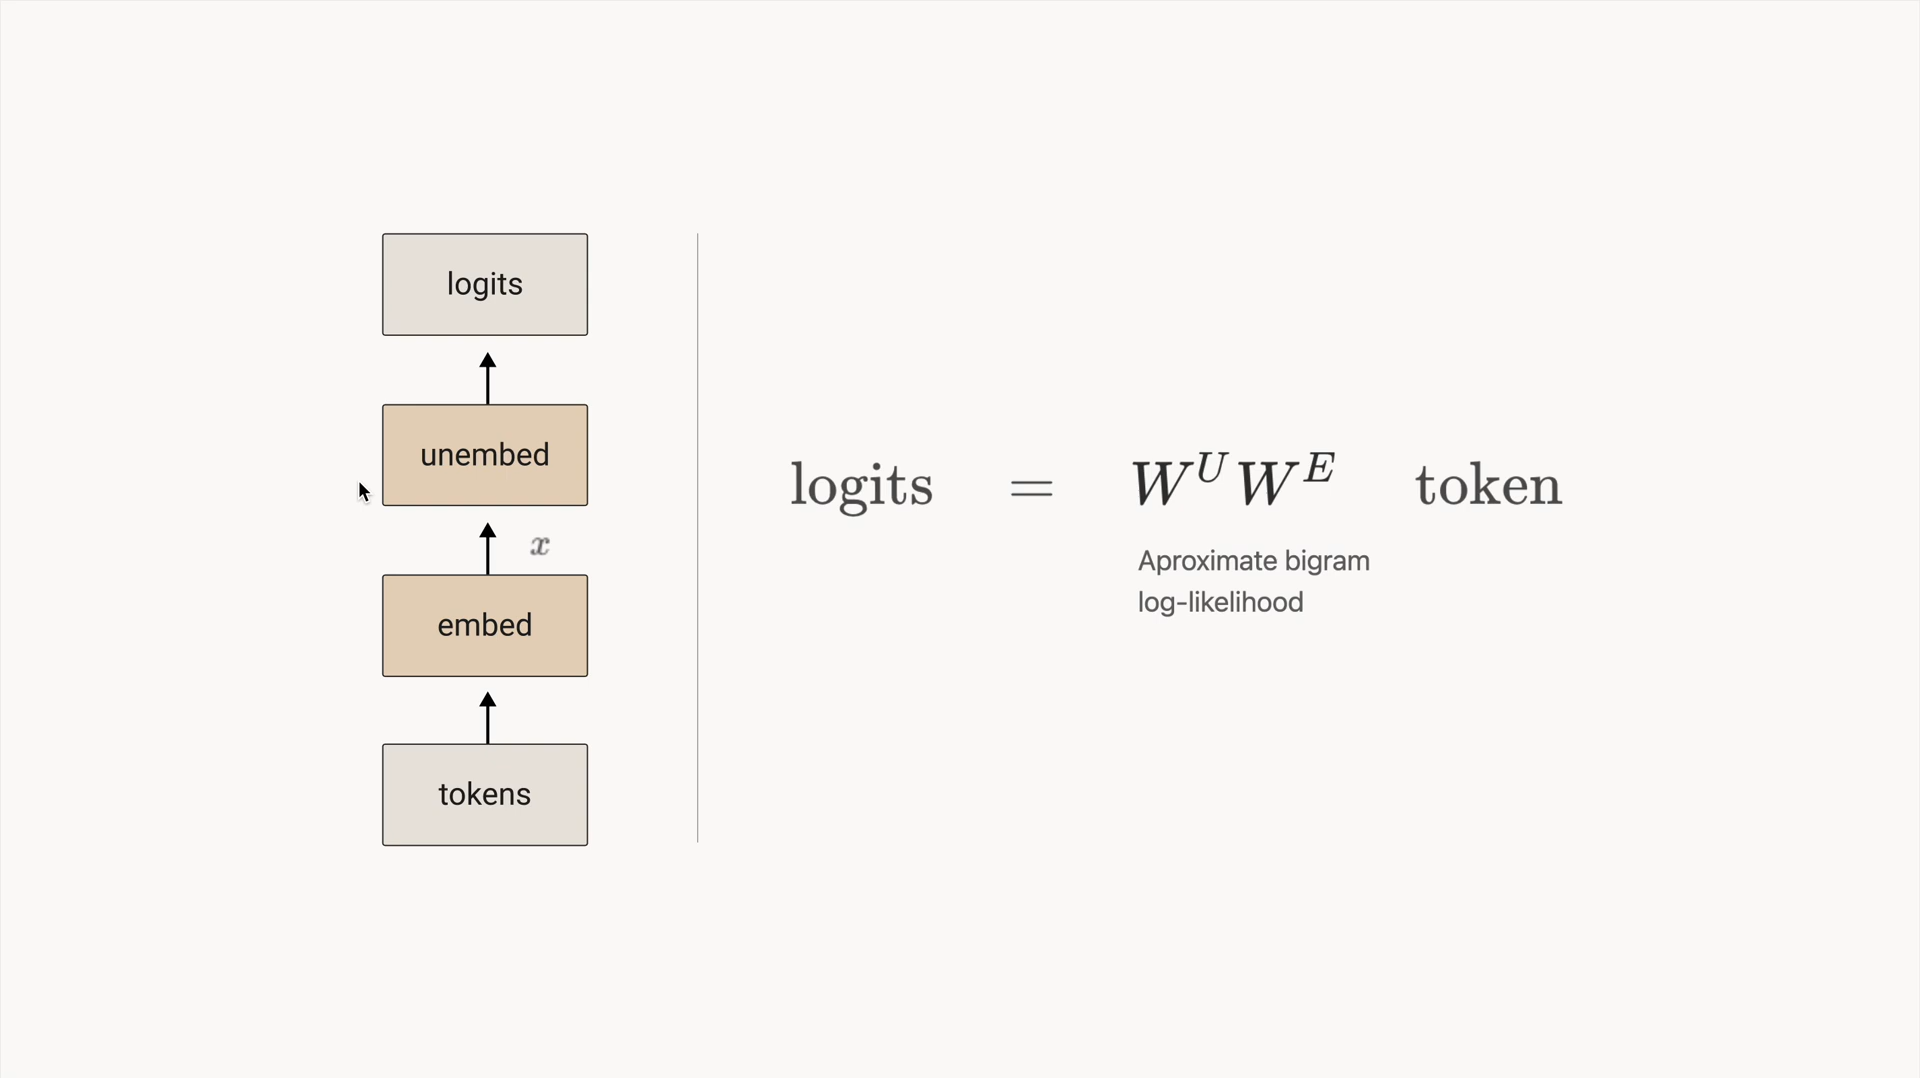 logits
unembed
x
embed
tokens
logits = W^U W^E token
Aproximate bigram
log-likelihood